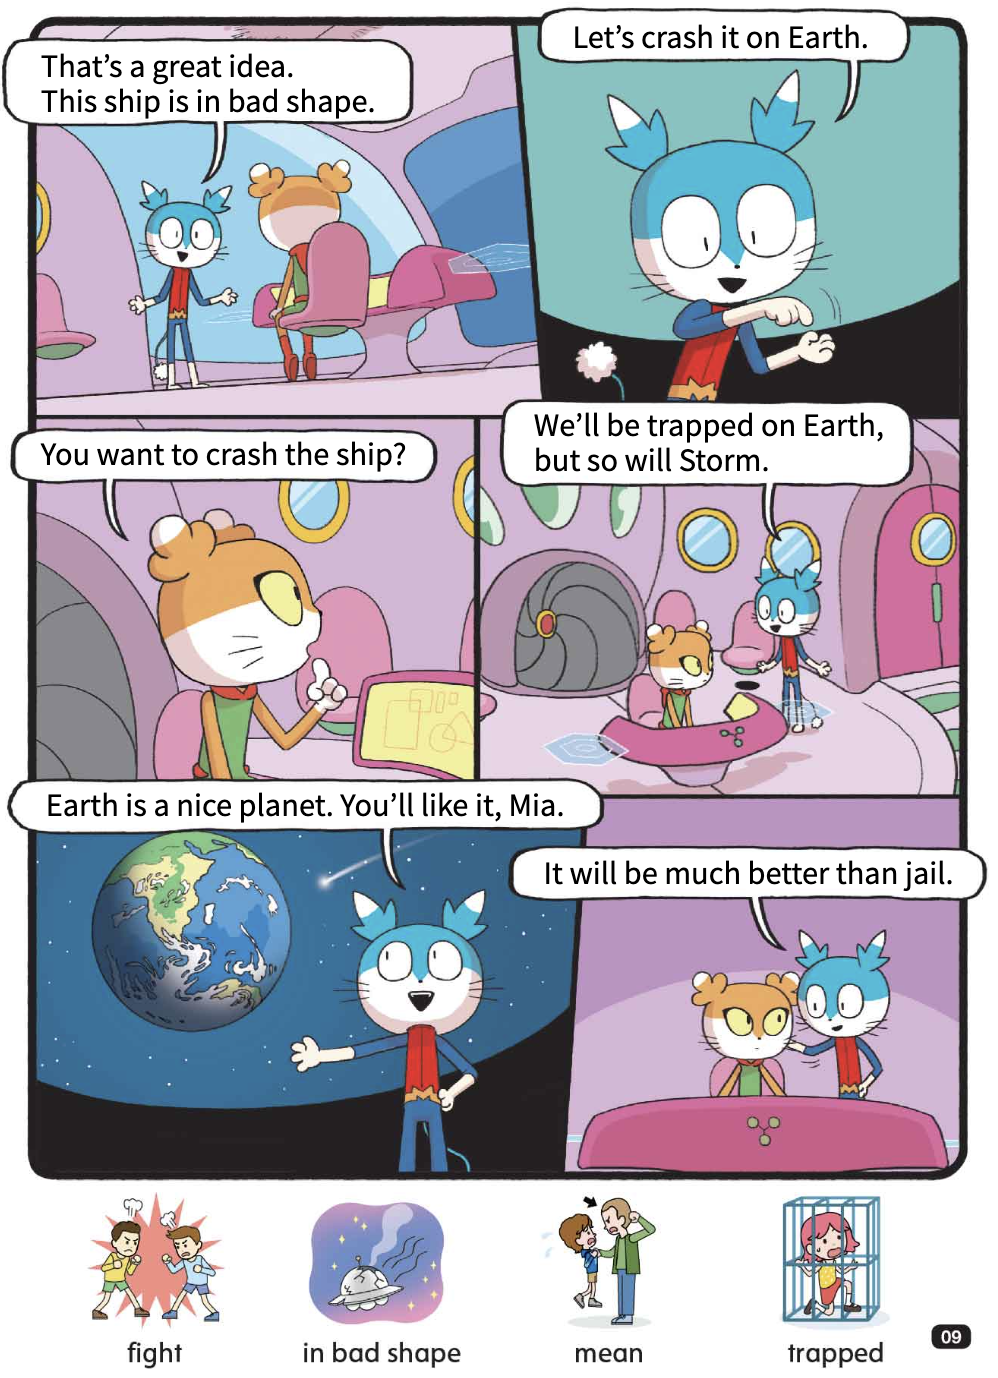 That's a great idea.
This ship is in bad shape.
Let's crash it on Earth.
You want to crash the ship?
We'll be trapped on Earth,
but so will Storm.
Earth is a nice planet. You'll like it, Mia.
It will be much better than jail.
fight
in bad shape
mean
trapped
09